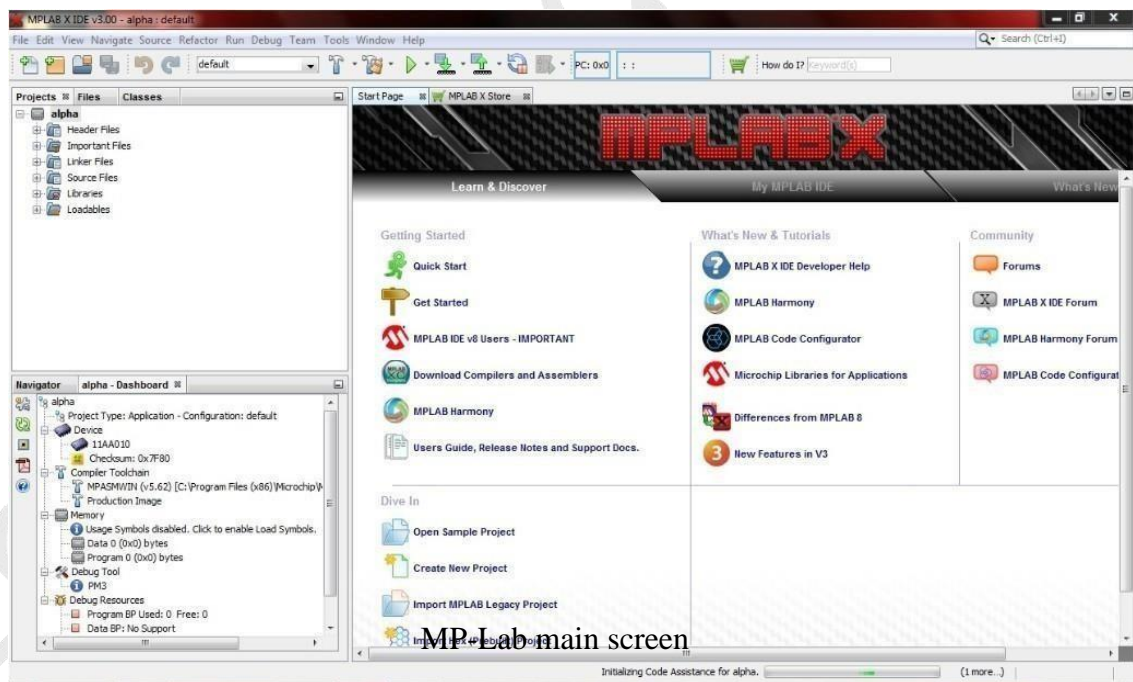 MPLAB X IDE v3.00 - alpha : default
File Edit View Navigate Source Refactor Run Debug Team Tools Window Help
Search (Ctrl+I)
default
PC: 0x0
: :
How do I?
Keyword(s)
Projects
Files
Classes
alpha
Header Files
Important Files
Linker Files
Source Files
Libraries
Loadables
Navigator
alpha - Dashboard
alpha
Project Type: Application - Configuration: default
Device
11AA010
Checksum: 0x7F80
Compiler Toolchain
MPASMWIN (v5.62) [C:\Program Files (x86)\Microchip\M
Production Image
Memory
Usage Symbols disabled. Click to enable Load Symbols.
Data 0 (0x0) bytes
Program 0 (0x0) bytes
Debug Tool
PM3
Debug Resources
Program BP Used: 0 Free: 0
Data BP: No Support
Start Page
MPLAB X Store
MPLAB X
Learn & Discover
My MPLAB IDE
What's New
Getting Started
Quick Start
Get Started
MPLAB IDE v8 Users - IMPORTANT
Download Compilers and Assemblers
MPLAB Harmony
Users Guide, Release Notes and Support Docs.
What's New & Tutorials
MPLAB X IDE Developer Help
MPLAB Harmony
MPLAB Code Configurator
Microchip Libraries for Applications
Differences from MPLAB 8
3
New Features in V3
Community
Forums
X
MPLAB X IDE Forum
MPLAB Harmony Forum
MPLAB Code Configurat
Dive In
Open Sample Project
Create New Project
Import MPLAB Legacy Project
Import Hex (Prebuilt) Project
MP-Lab main screen
Initializing Code Assistance for alpha.
(1 more...)